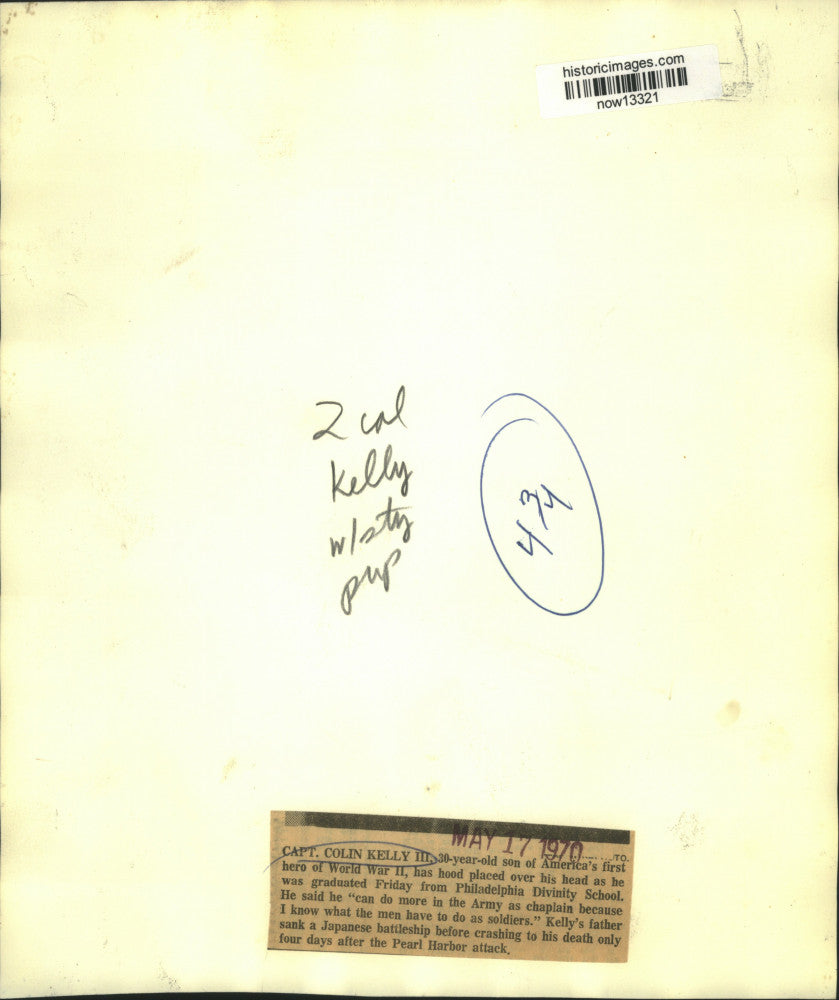 historicimages.com
now13321
2 col
Kelly
w/sty
pup
4 3/4
MAY 17 1970
CAPT. COLIN KELLY III, 30-year-old son of America's first
hero of World War II, has hood placed over his head as he
was graduated Friday from Philadelphia Divinity School.
He said he "can do more in the Army as chaplain because
I know what the men have to do as soldiers." Kelly's father
sank a Japanese battleship before crashing to his death only
four days after the Pearl Harbor attack.